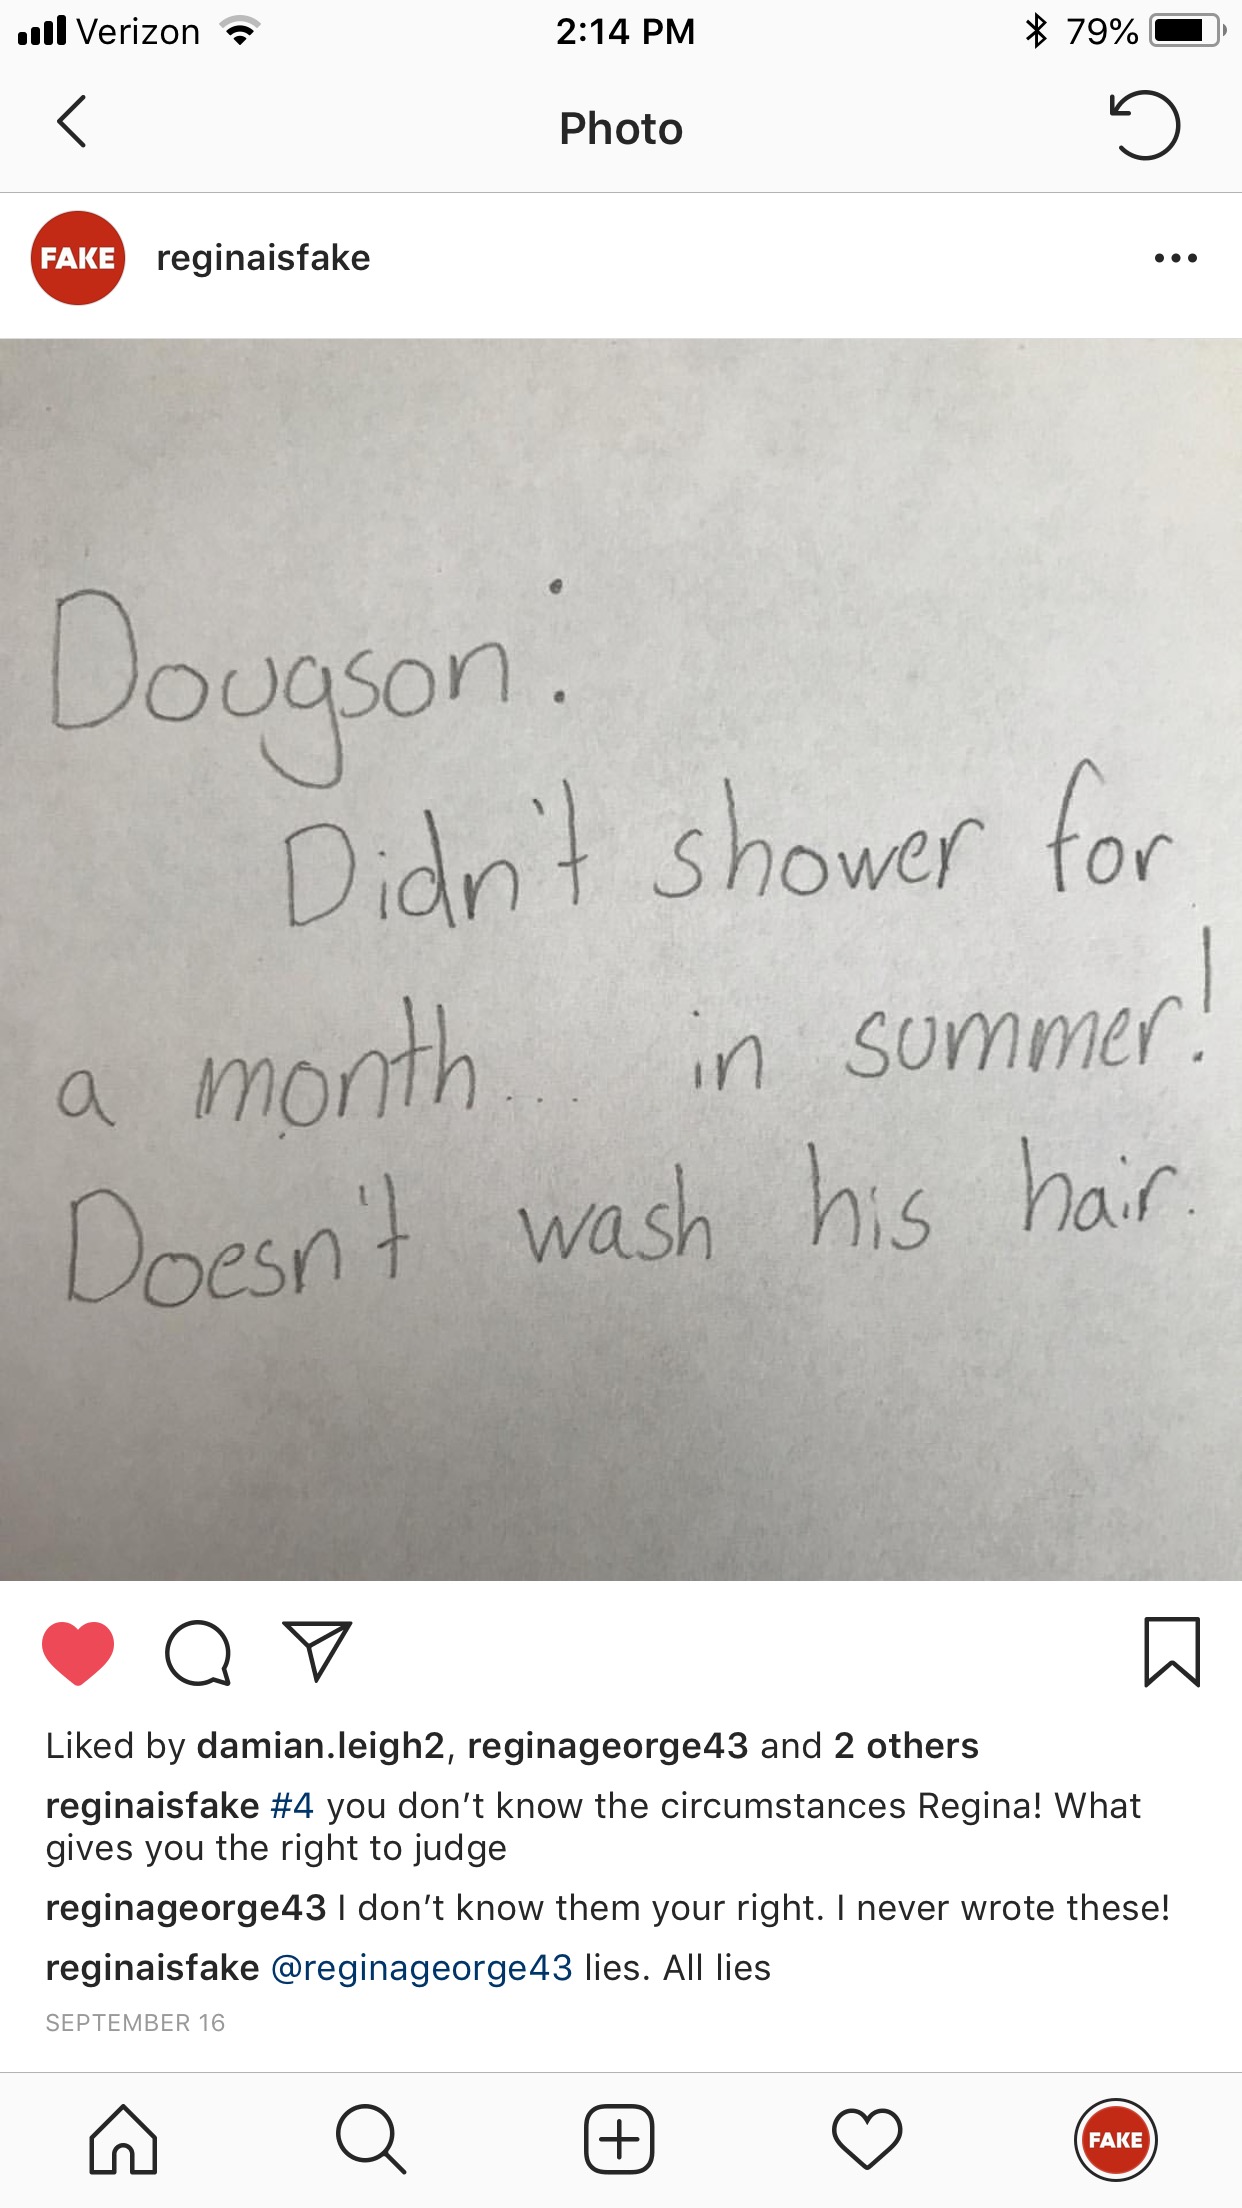 Verizon 2:14 PM 79%
Photo
FAKE reginaisfake
Dougson:
Didn't shower for
a month... in summer!
Doesn't wash his hair.
Liked by damian.leigh2, reginageorge43 and 2 others
reginaisfake #4 you don’t know the circumstances Regina! What
gives you the right to judge
reginageorge43 I don’t know them your right. I never wrote these!
reginaisfake @reginageorge43 lies. All lies
SEPTEMBER 16
FAKE